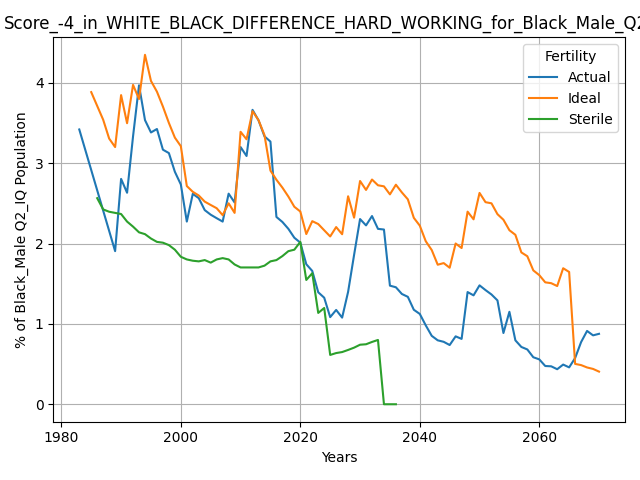 Score_-4_in_WHITE_BLACK_DIFFERENCE_HARD_WORKING_for_Black_Male_Q2
Fertility
Actual
Ideal
Sterile
% of Black_Male Q2_IQ Population
4
3
2
1
0
1980 2000 2020 2040 2060
Years